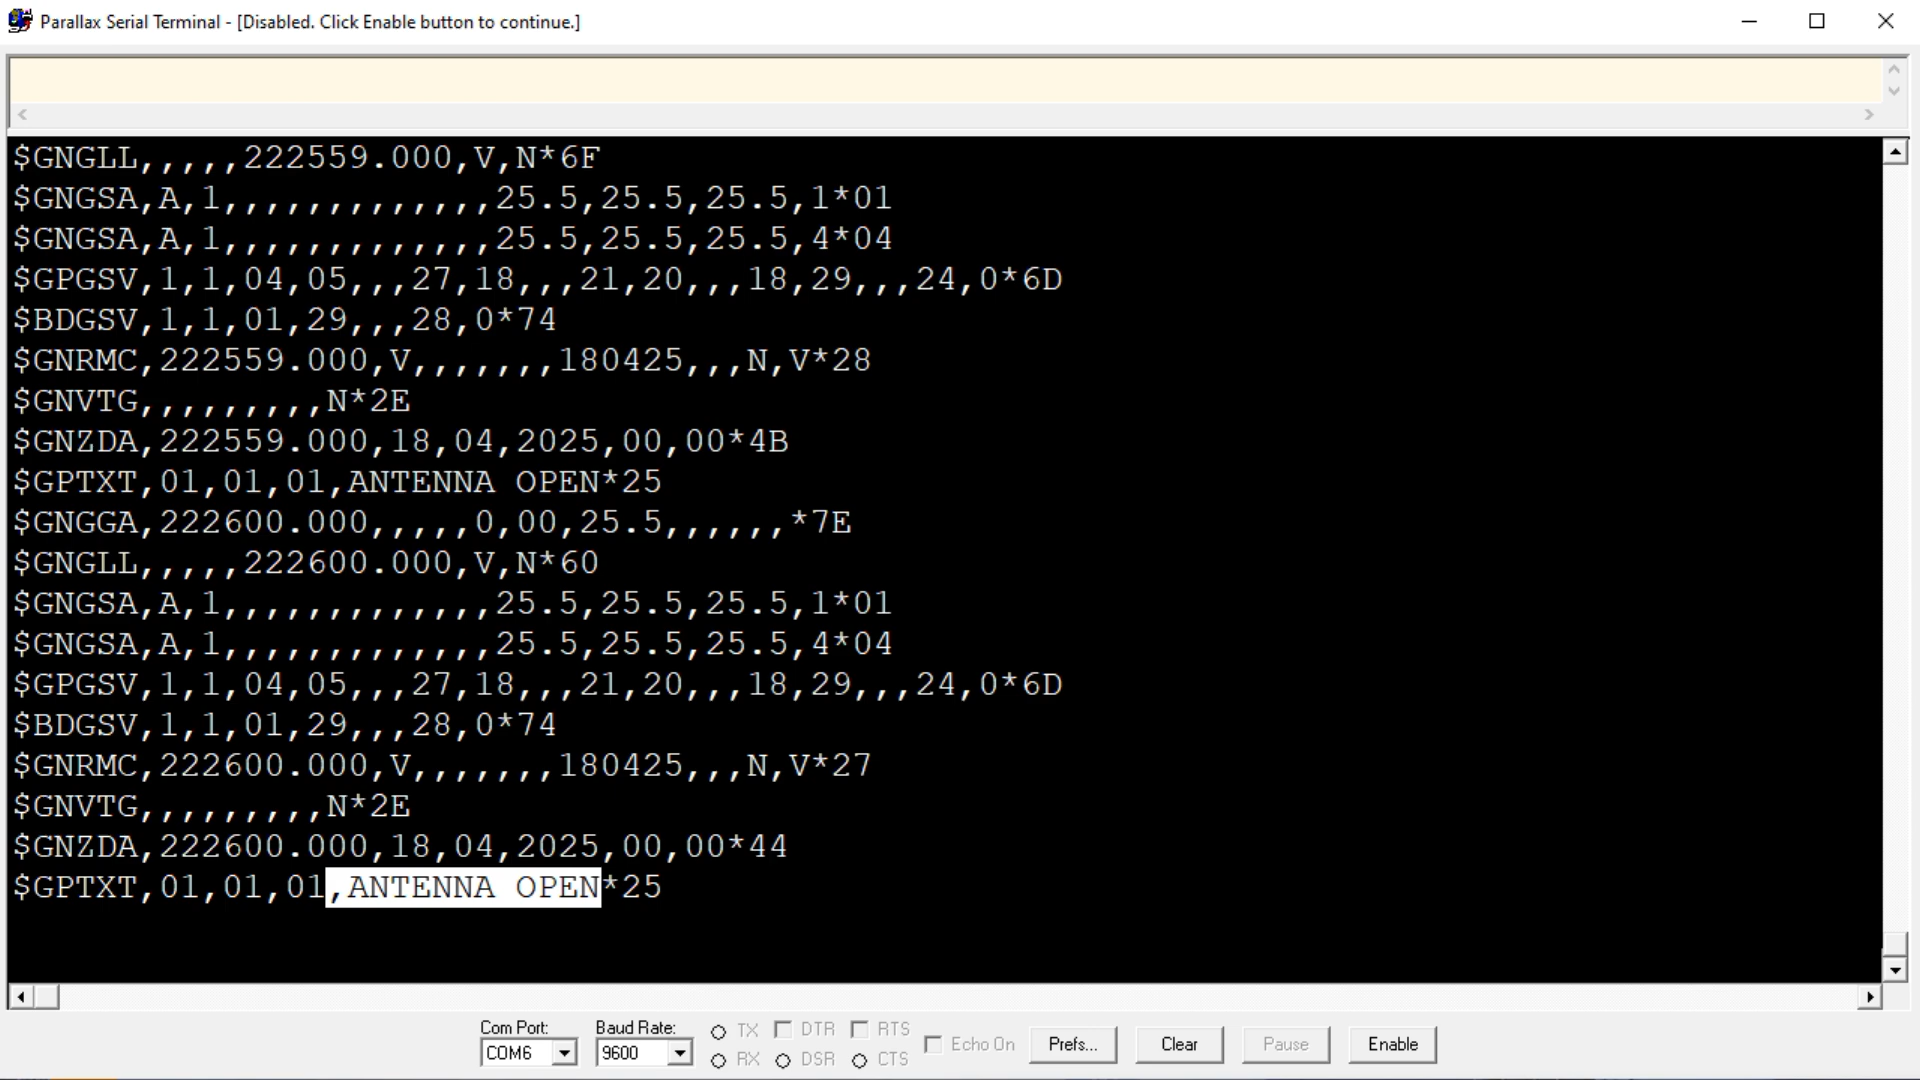 Parallax Serial Terminal - [Disabled. Click Enable button to continue.]
$GNGLL,,,,,222559.000,V,N*6F
$GNGSA,A,1,,,,,,,,,,,,,25.5,25.5,25.5,1*01
$GNGSA,A,1,,,,,,,,,,,,,25.5,25.5,25.5,4*04
$GPGSV,1,1,04,05,,,27,18,,,21,20,,,18,29,,,24,0*6D
$BDGSV,1,1,01,29,,,28,0*74
$GNRMC,222559.000,V,,,,,,,180425,,,N,V*28
$GNVTG,,,,,,,,,N*2E
$GNZDA,222559.000,18,04,2025,00,00*4B
$GPTXT,01,01,01,ANTENNA OPEN*25
$GNGGA,222600.000,,,,,0,00,25.5,,,,,,*7E
$GNGLL,,,,,222600.000,V,N*60
$GNGSA,A,1,,,,,,,,,,,,,25.5,25.5,25.5,1*01
$GNGSA,A,1,,,,,,,,,,,,,25.5,25.5,25.5,4*04
$GPGSV,1,1,04,05,,,27,18,,,21,20,,,18,29,,,24,0*6D
$BDGSV,1,1,01,29,,,28,0*74
$GNRMC,222600.000,V,,,,,,,180425,,,N,V*27
$GNVTG,,,,,,,,,N*2E
$GNZDA,222600.000,18,04,2025,00,00*44
$GPTXT,01,01,01,ANTENNA OPEN*25
Com Port: Baud Rate: TX DTR RTS
COM6 9600 RX DSR CTS Echo On Prefs... Clear Pause Enable